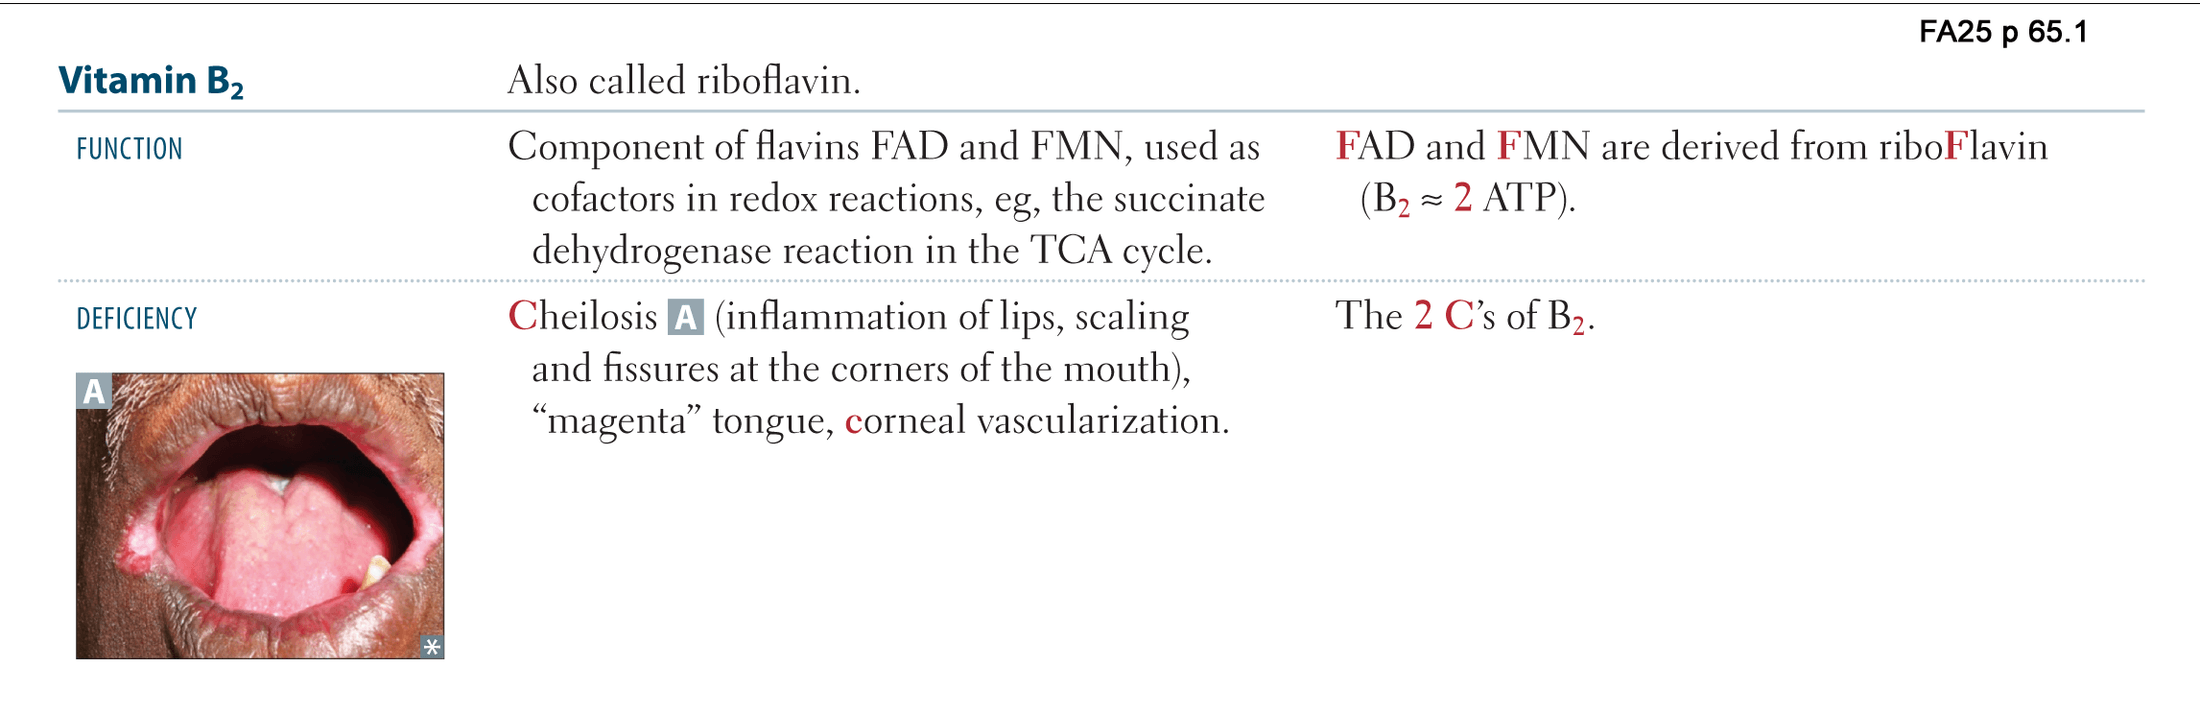 FA25 p 65.1
Vitamin B₂ Also called riboflavin.
FUNCTION Component of flavins FAD and FMN, used as FAD and FMN are derived from riboFlavin
cofactors in redox reactions, eg, the succinate (B₂ ≈ 2 ATP).
dehydrogenase reaction in the TCA cycle.
DEFICIENCY Cheilosis A (inflammation of lips, scaling The 2 C’s of B₂.
and fissures at the corners of the mouth),
“magenta” tongue, corneal vascularization.
A
*